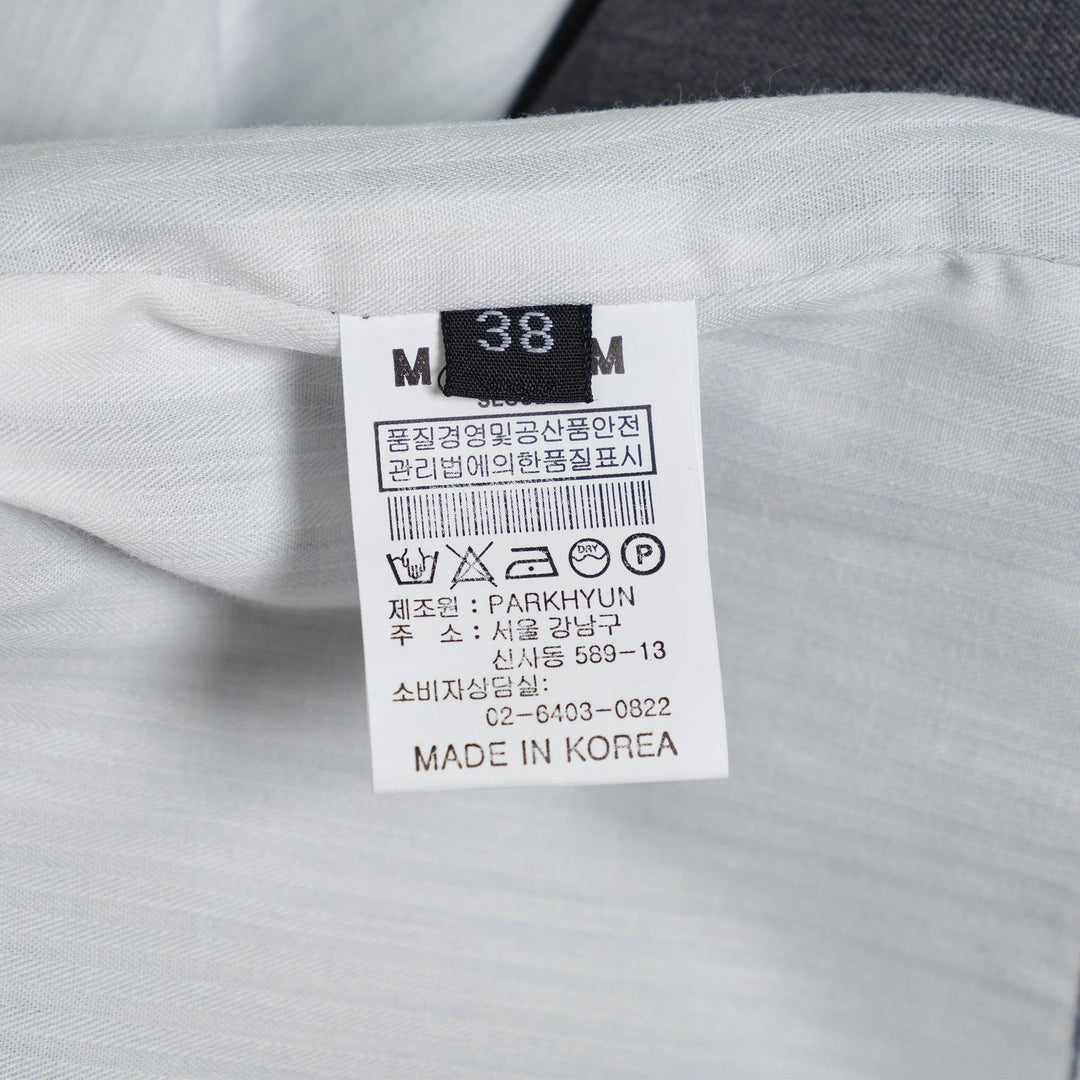 38
M M
품질경영및공산품안전
관리법에의한품질표시
DRY
P
제조원 : PARKHYUN
주 소 : 서울 강남구
신사동 589-13
소비자상담실:
02-6403-0822
MADE IN KOREA